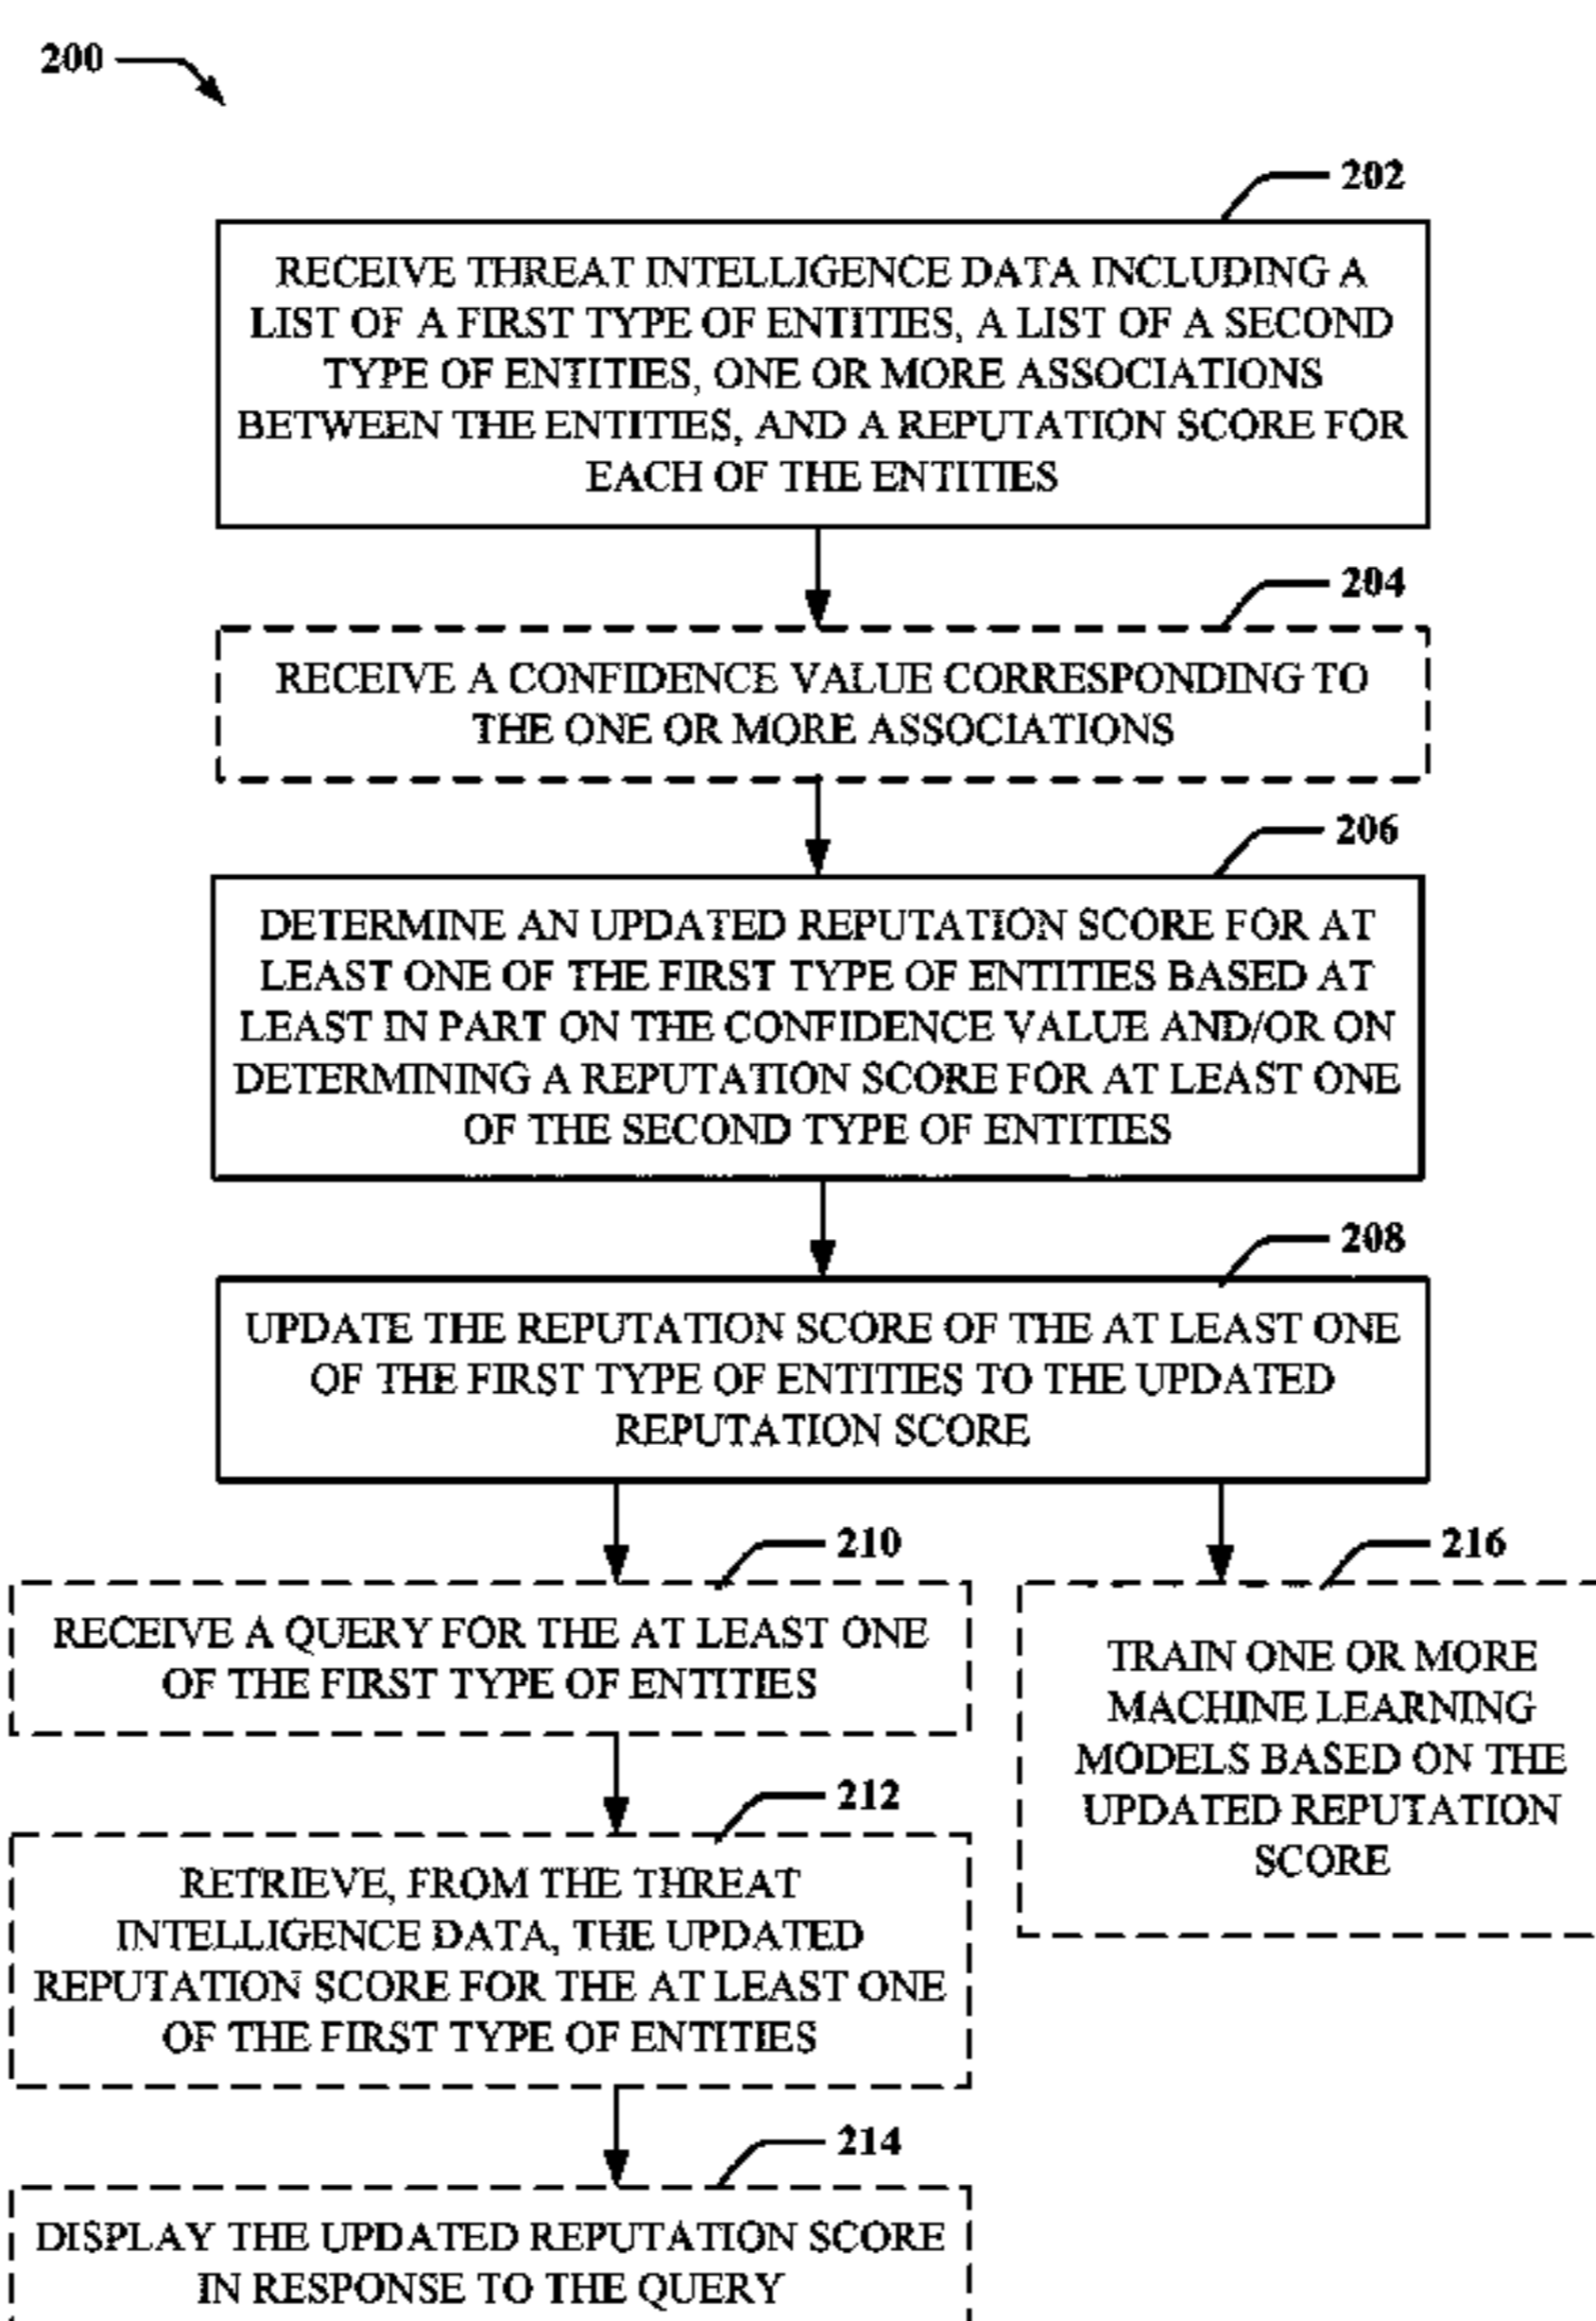 200
202
RECEIVE THREAT INTELLIGENCE DATA INCLUDING A
LIST OF A FIRST TYPE OF ENTITIES, A LIST OF A SECOND
TYPE OF ENTITIES, ONE OR MORE ASSOCIATIONS
BETWEEN THE ENTITIES, AND A REPUTATION SCORE FOR
EACH OF THE ENTITIES
204
RECEIVE A CONFIDENCE VALUE CORRESPONDING TO
THE ONE OR MORE ASSOCIATIONS
206
DETERMINE AN UPDATED REPUTATION SCORE FOR AT
LEAST ONE OF THE FIRST TYPE OF ENTITIES BASED AT
LEAST IN PART ON THE CONFIDENCE VALUE AND/OR ON
DETERMINING A REPUTATION SCORE FOR AT LEAST ONE
OF THE SECOND TYPE OF ENTITIES
208
UPDATE THE REPUTATION SCORE OF THE AT LEAST ONE
OF THE FIRST TYPE OF ENTITIES TO THE UPDATED
REPUTATION SCORE
210
RECEIVE A QUERY FOR THE AT LEAST ONE
OF THE FIRST TYPE OF ENTITIES
212
RETRIEVE, FROM THE THREAT
INTELLIGENCE DATA, THE UPDATED
REPUTATION SCORE FOR THE AT LEAST ONE
OF THE FIRST TYPE OF ENTITIES
214
DISPLAY THE UPDATED REPUTATION SCORE
IN RESPONSE TO THE QUERY
216
TRAIN ONE OR MORE
MACHINE LEARNING
MODELS BASED ON THE
UPDATED REPUTATION
SCORE